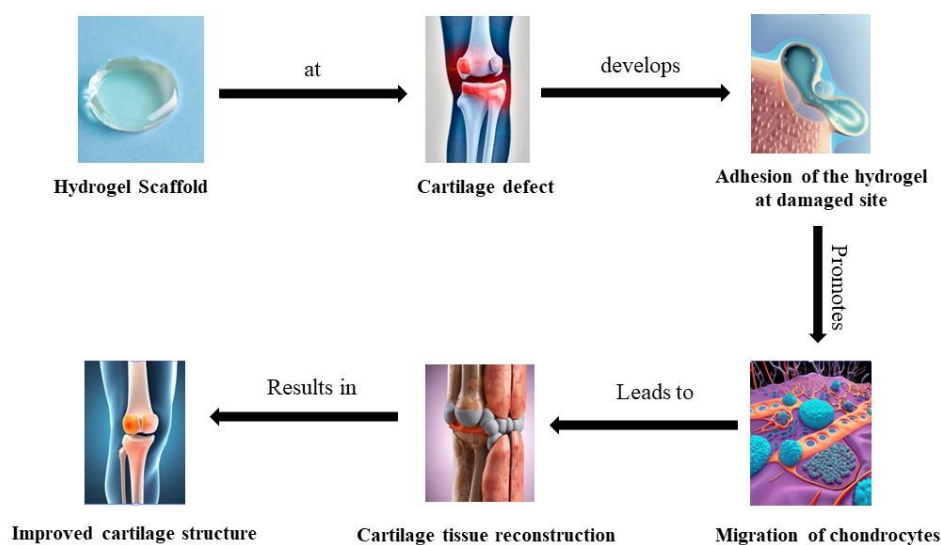 at
develops
Hydrogel Scaffold
Cartilage defect
Adhesion of the hydrogel
at damaged site
Promotes
Results in
Leads to
Improved cartilage structure
Cartilage tissue reconstruction
Migration of chondrocytes